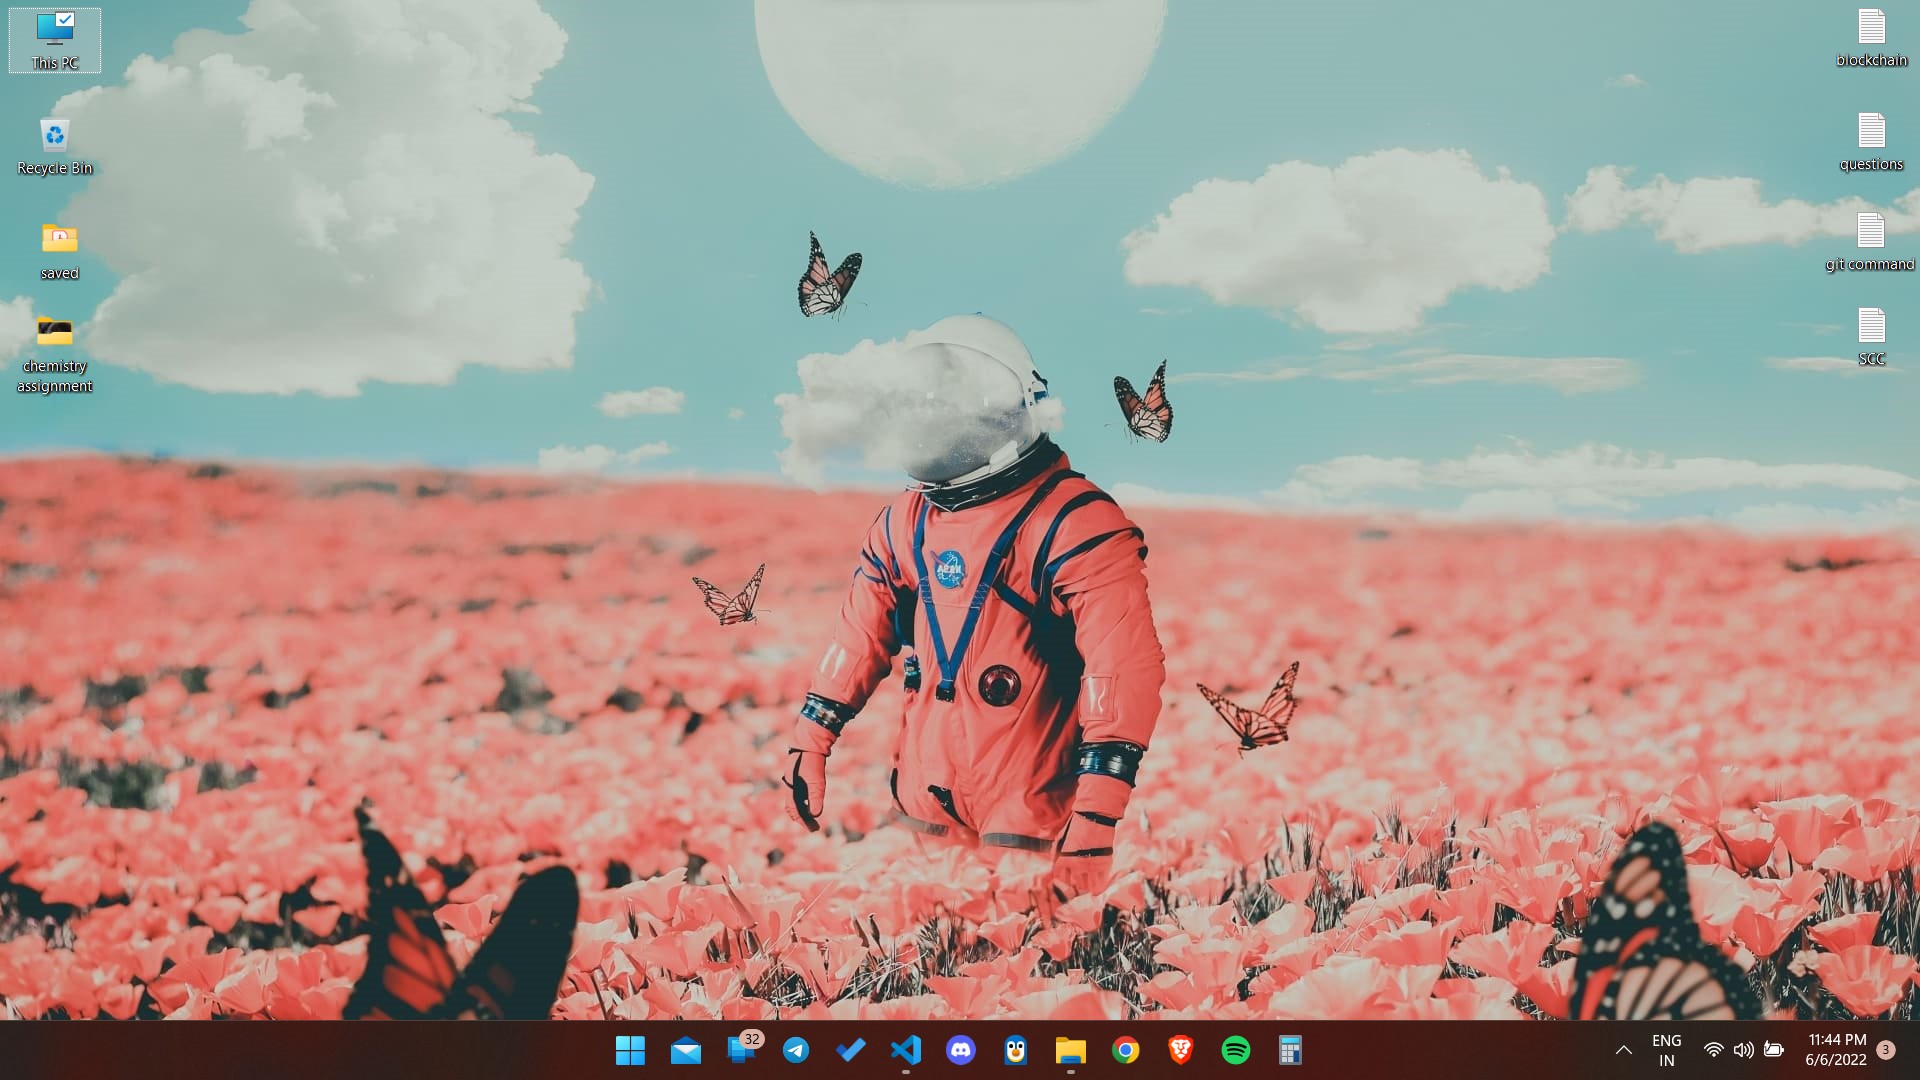 This PC
Recycle Bin
saved
chemistry
assignment
blockchain
questions
git command
SCC
NASA
32
ENG
IN
11:44 PM
6/6/2022
3